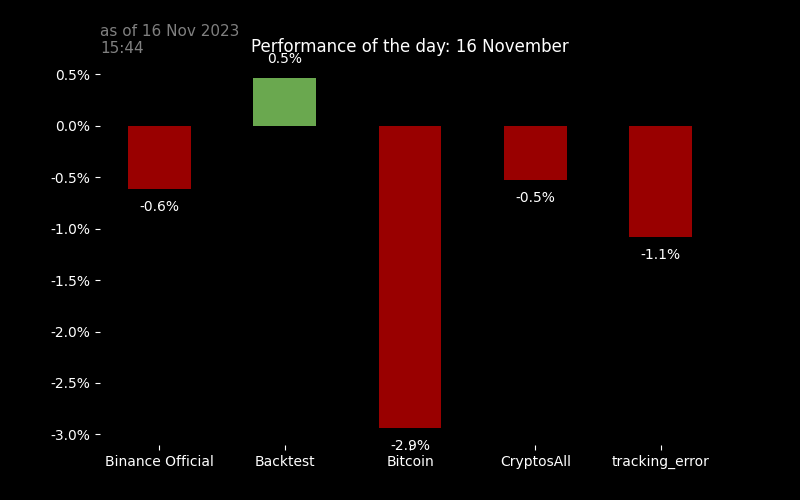 as of 16 Nov 2023
15:44
Performance of the day: 16 November
0.5%
0.5%
0.0%
-0.5%
-0.6%
-0.5%
-1.0%
-1.1%
-1.5%
-2.0%
-2.5%
-3.0%
-2.9%
Binance Official
Backtest
Bitcoin
CryptosAll
tracking_error